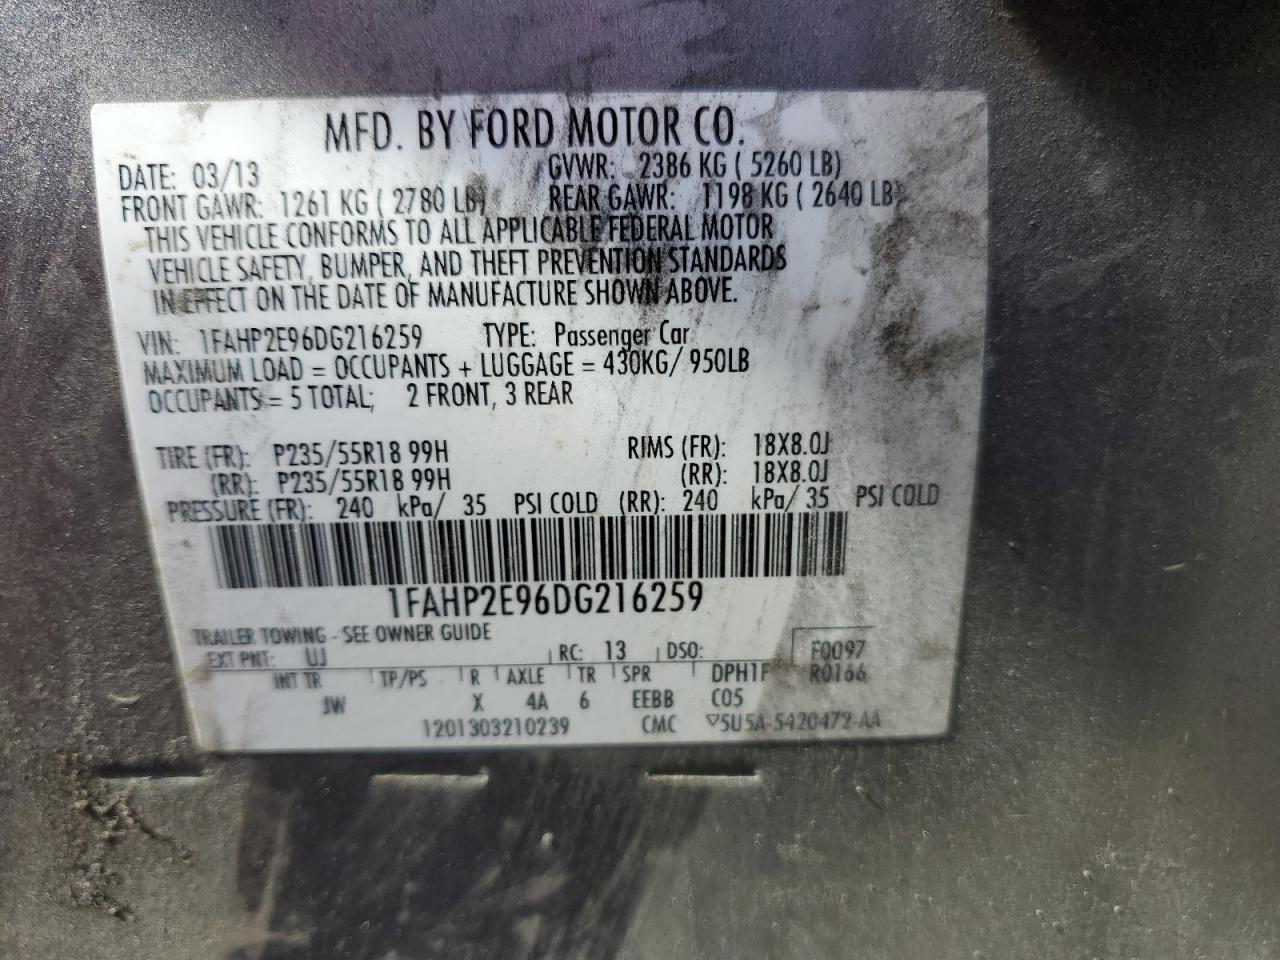 MFD. BY FORD MOTOR CO.
DATE: 03/13 GVWR: 2386 KG ( 5260 LB)
FRONT GAWR: 1261 KG ( 2780 LB) REAR GAWR: 1198 KG ( 2640 LB)
THIS VEHICLE CONFORMS TO ALL APPLICABLE FEDERAL MOTOR
VEHICLE SAFETY, BUMPER, AND THEFT PREVENTION STANDARDS
IN EFFECT ON THE DATE OF MANUFACTURE SHOWN ABOVE.
VIN: 1FAHP2E96DG216259 TYPE: Passenger Car
MAXIMUM LOAD = OCCUPANTS + LUGGAGE = 430KG/ 950LB
OCCUPANTS = 5 TOTAL; 2 FRONT, 3 REAR
TIRE (FR): P235/55R18 99H RIMS (FR): 18X8.0J
(RR): P235/55R18 99H (RR): 18X8.0J
PRESSURE (FR): 240 kPa/ 35 PSI COLD (RR): 240 kPa/ 35 PSI COLD
1FAHP2E96DG216259
TRAILER TOWING - SEE OWNER GUIDE
EXT PNT: UJ RC: 13 DSO: F0097
INT TR TP/PS R AXLE TR SPR DPH1F R0166
JW X 4A 6 EEBB C05
1201303210239 CMC ▽5U5A-5420472-AA